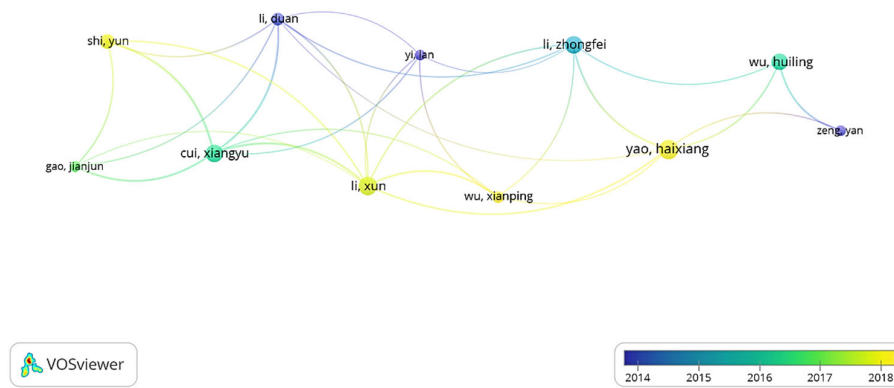 li, duan
shi, yun
li, zhongfei
yi, lan
wu, huiling
zeng, yan
cui, xiangyu
yao, haixiang
gao, jianjun
li, xun
wu, xianping
VOSviewer
2014 2015 2016 2017 2018